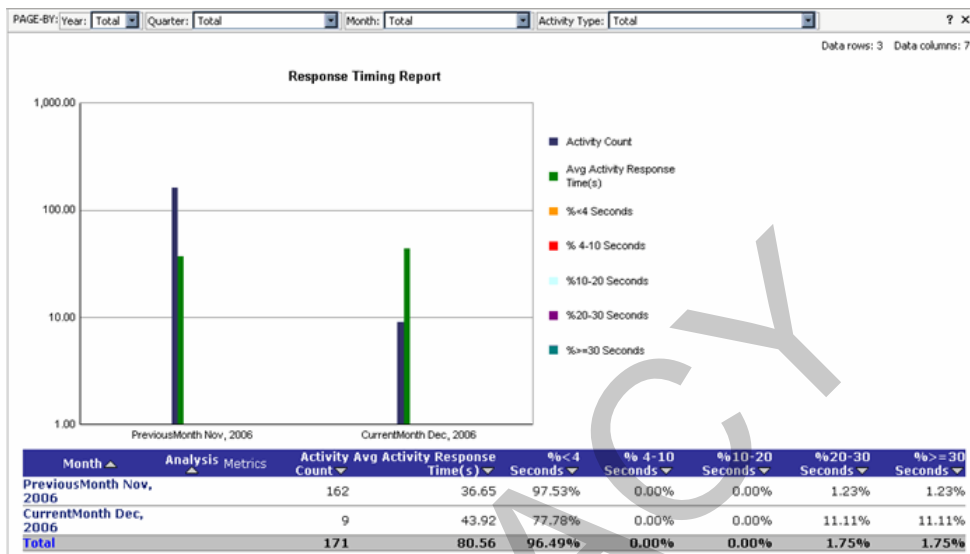 PAGE-BY: Year: Total Quarter: Total Month: Total Activity Type: Total ? ×
Data rows: 3 Data columns: 7
Response Timing Report
1,000.00
100.00
10.00
1.00
PreviousMonth Nov, 2006 CurrentMonth Dec, 2006
Activity Count
Avg Activity Response
Time(s)
%<4 Seconds
% 4-10 Seconds
%10-20 Seconds
%20-30 Seconds
%>=30 Seconds
Month Analysis Metrics Activity Count Avg Activity Response Time(s) %<4 Seconds % 4-10 Seconds %10-20 Seconds %20-30 Seconds %>=30 Seconds
PreviousMonth Nov, 2006 162 36.65 97.53% 0.00% 0.00% 1.23% 1.23%
CurrentMonth Dec, 2006 9 43.92 77.78% 0.00% 0.00% 11.11% 11.11%
Total 171 80.56 96.49% 0.00% 0.00% 1.75% 1.75%
ACY